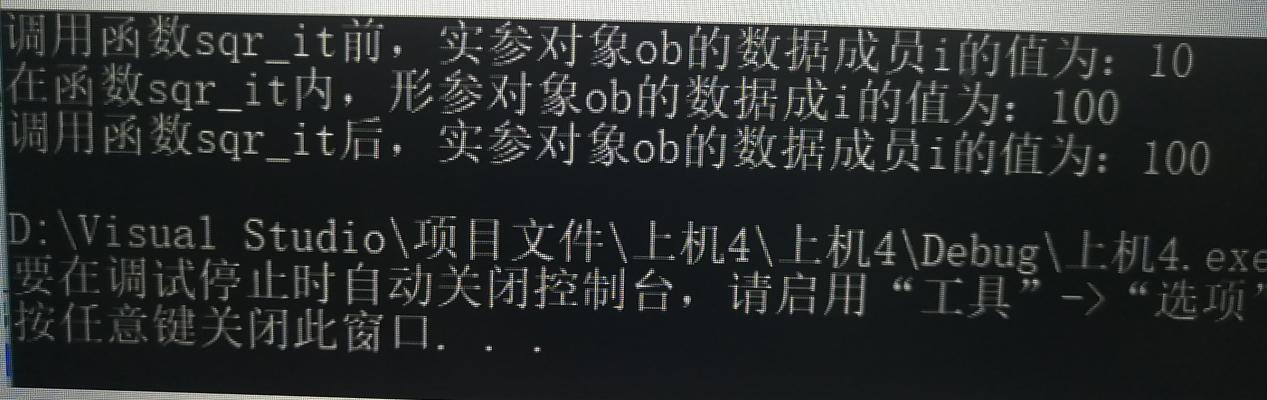 调用函数sqr_it前，实参对象ob的数据成员i的值为：10
在函数sqr_it内，形参对象ob的数据成i的值为：100
调用函数sqr_it后，实参对象ob的数据成员i的值为：100
D:\Visual Studio\项目文件\上机4\上机4\Debug\上机4.exe
要在调试停止时自动关闭控制台，请启用“工具”->“选项”
按任意键关闭此窗口. . .